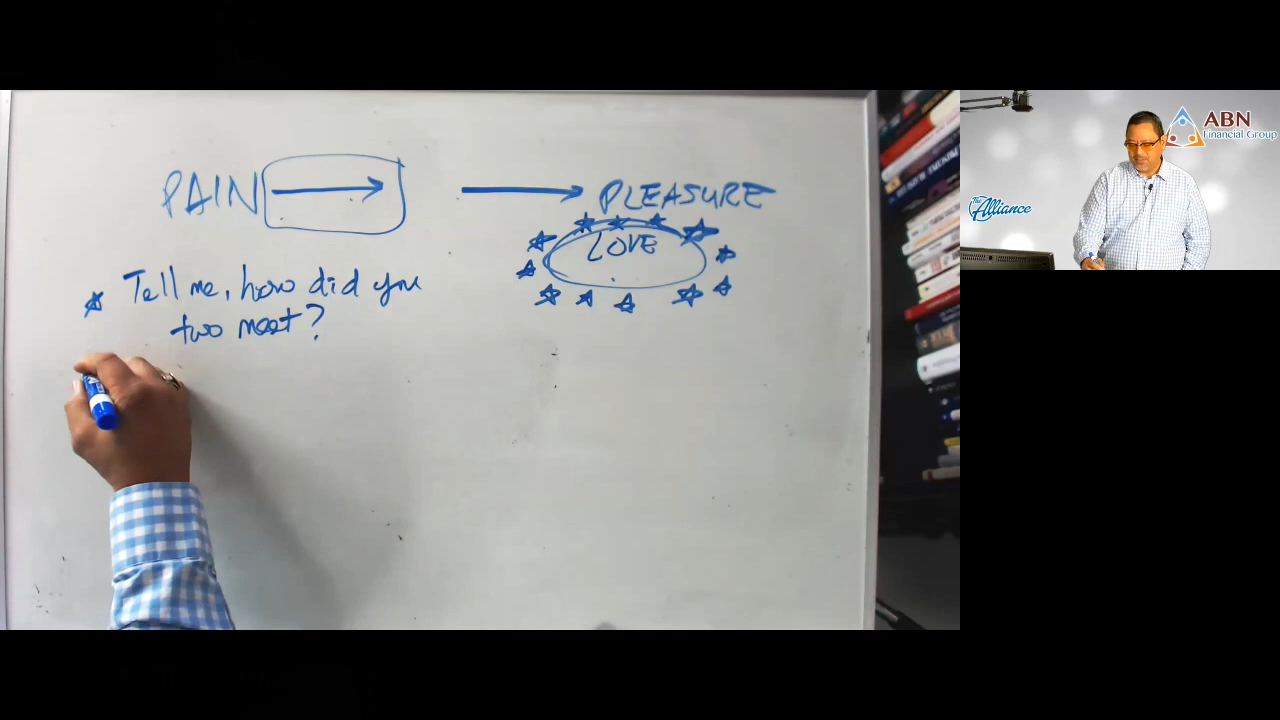 PAIN → → PLEASURE
LOVE
Tell me, how did you
two meet?
ABN
Financial Group
The
Alliance